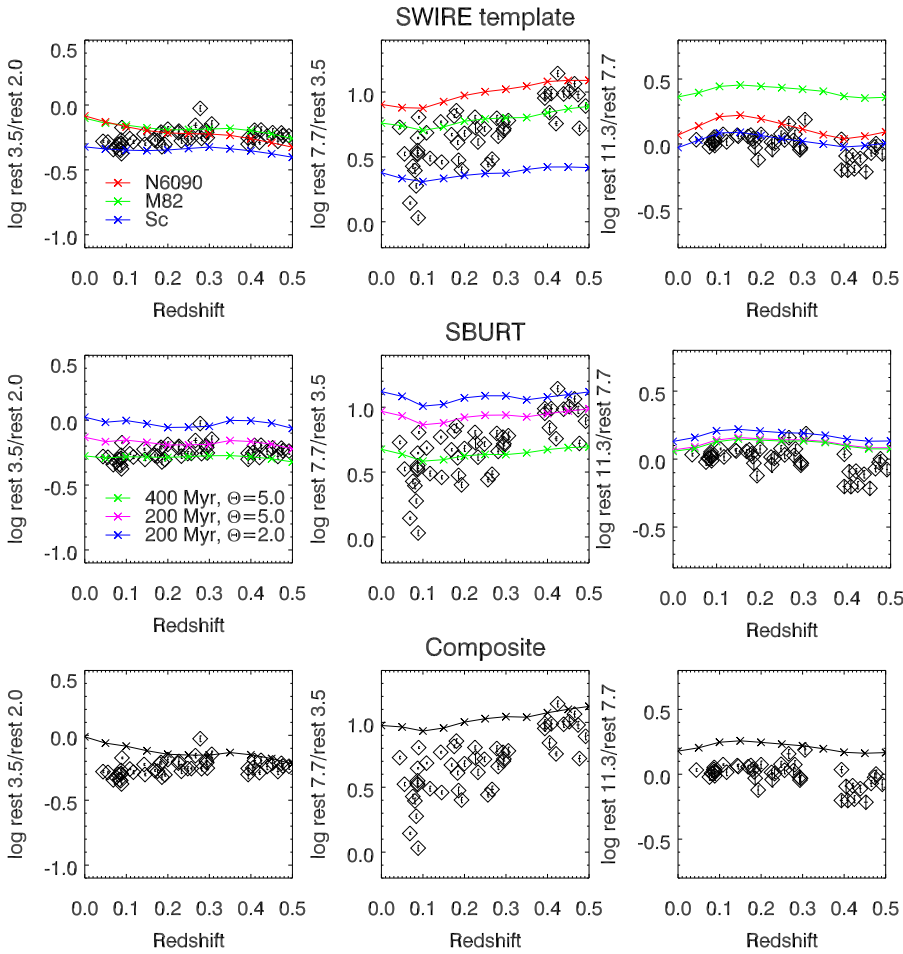 SWIRE template
log rest 3.5/rest 2.0
0.5
0.0
-0.5
-1.0
N6090
M82
Sc
0.0 0.1 0.2 0.3 0.4 0.5
Redshift
log rest 7.7/rest 3.5
1.0
0.5
0.0
0.0 0.1 0.2 0.3 0.4 0.5
Redshift
log rest 11.3/rest 7.7
0.5
0.0
-0.5
0.0 0.1 0.2 0.3 0.4 0.5
Redshift
SBURT
log rest 3.5/rest 2.0
0.5
0.0
-0.5
-1.0
400 Myr, Θ=5.0
200 Myr, Θ=5.0
200 Myr, Θ=2.0
0.0 0.1 0.2 0.3 0.4 0.5
Redshift
log rest 7.7/rest 3.5
1.0
0.5
0.0
0.0 0.1 0.2 0.3 0.4 0.5
Redshift
log rest 11.3/rest 7.7
0.5
0.0
-0.5
0.0 0.1 0.2 0.3 0.4 0.5
Redshift
Composite
log rest 3.5/rest 2.0
0.5
0.0
-0.5
-1.0
0.0 0.1 0.2 0.3 0.4 0.5
Redshift
log rest 7.7/rest 3.5
1.0
0.5
0.0
0.0 0.1 0.2 0.3 0.4 0.5
Redshift
log rest 11.3/rest 7.7
0.5
0.0
-0.5
0.0 0.1 0.2 0.3 0.4 0.5
Redshift